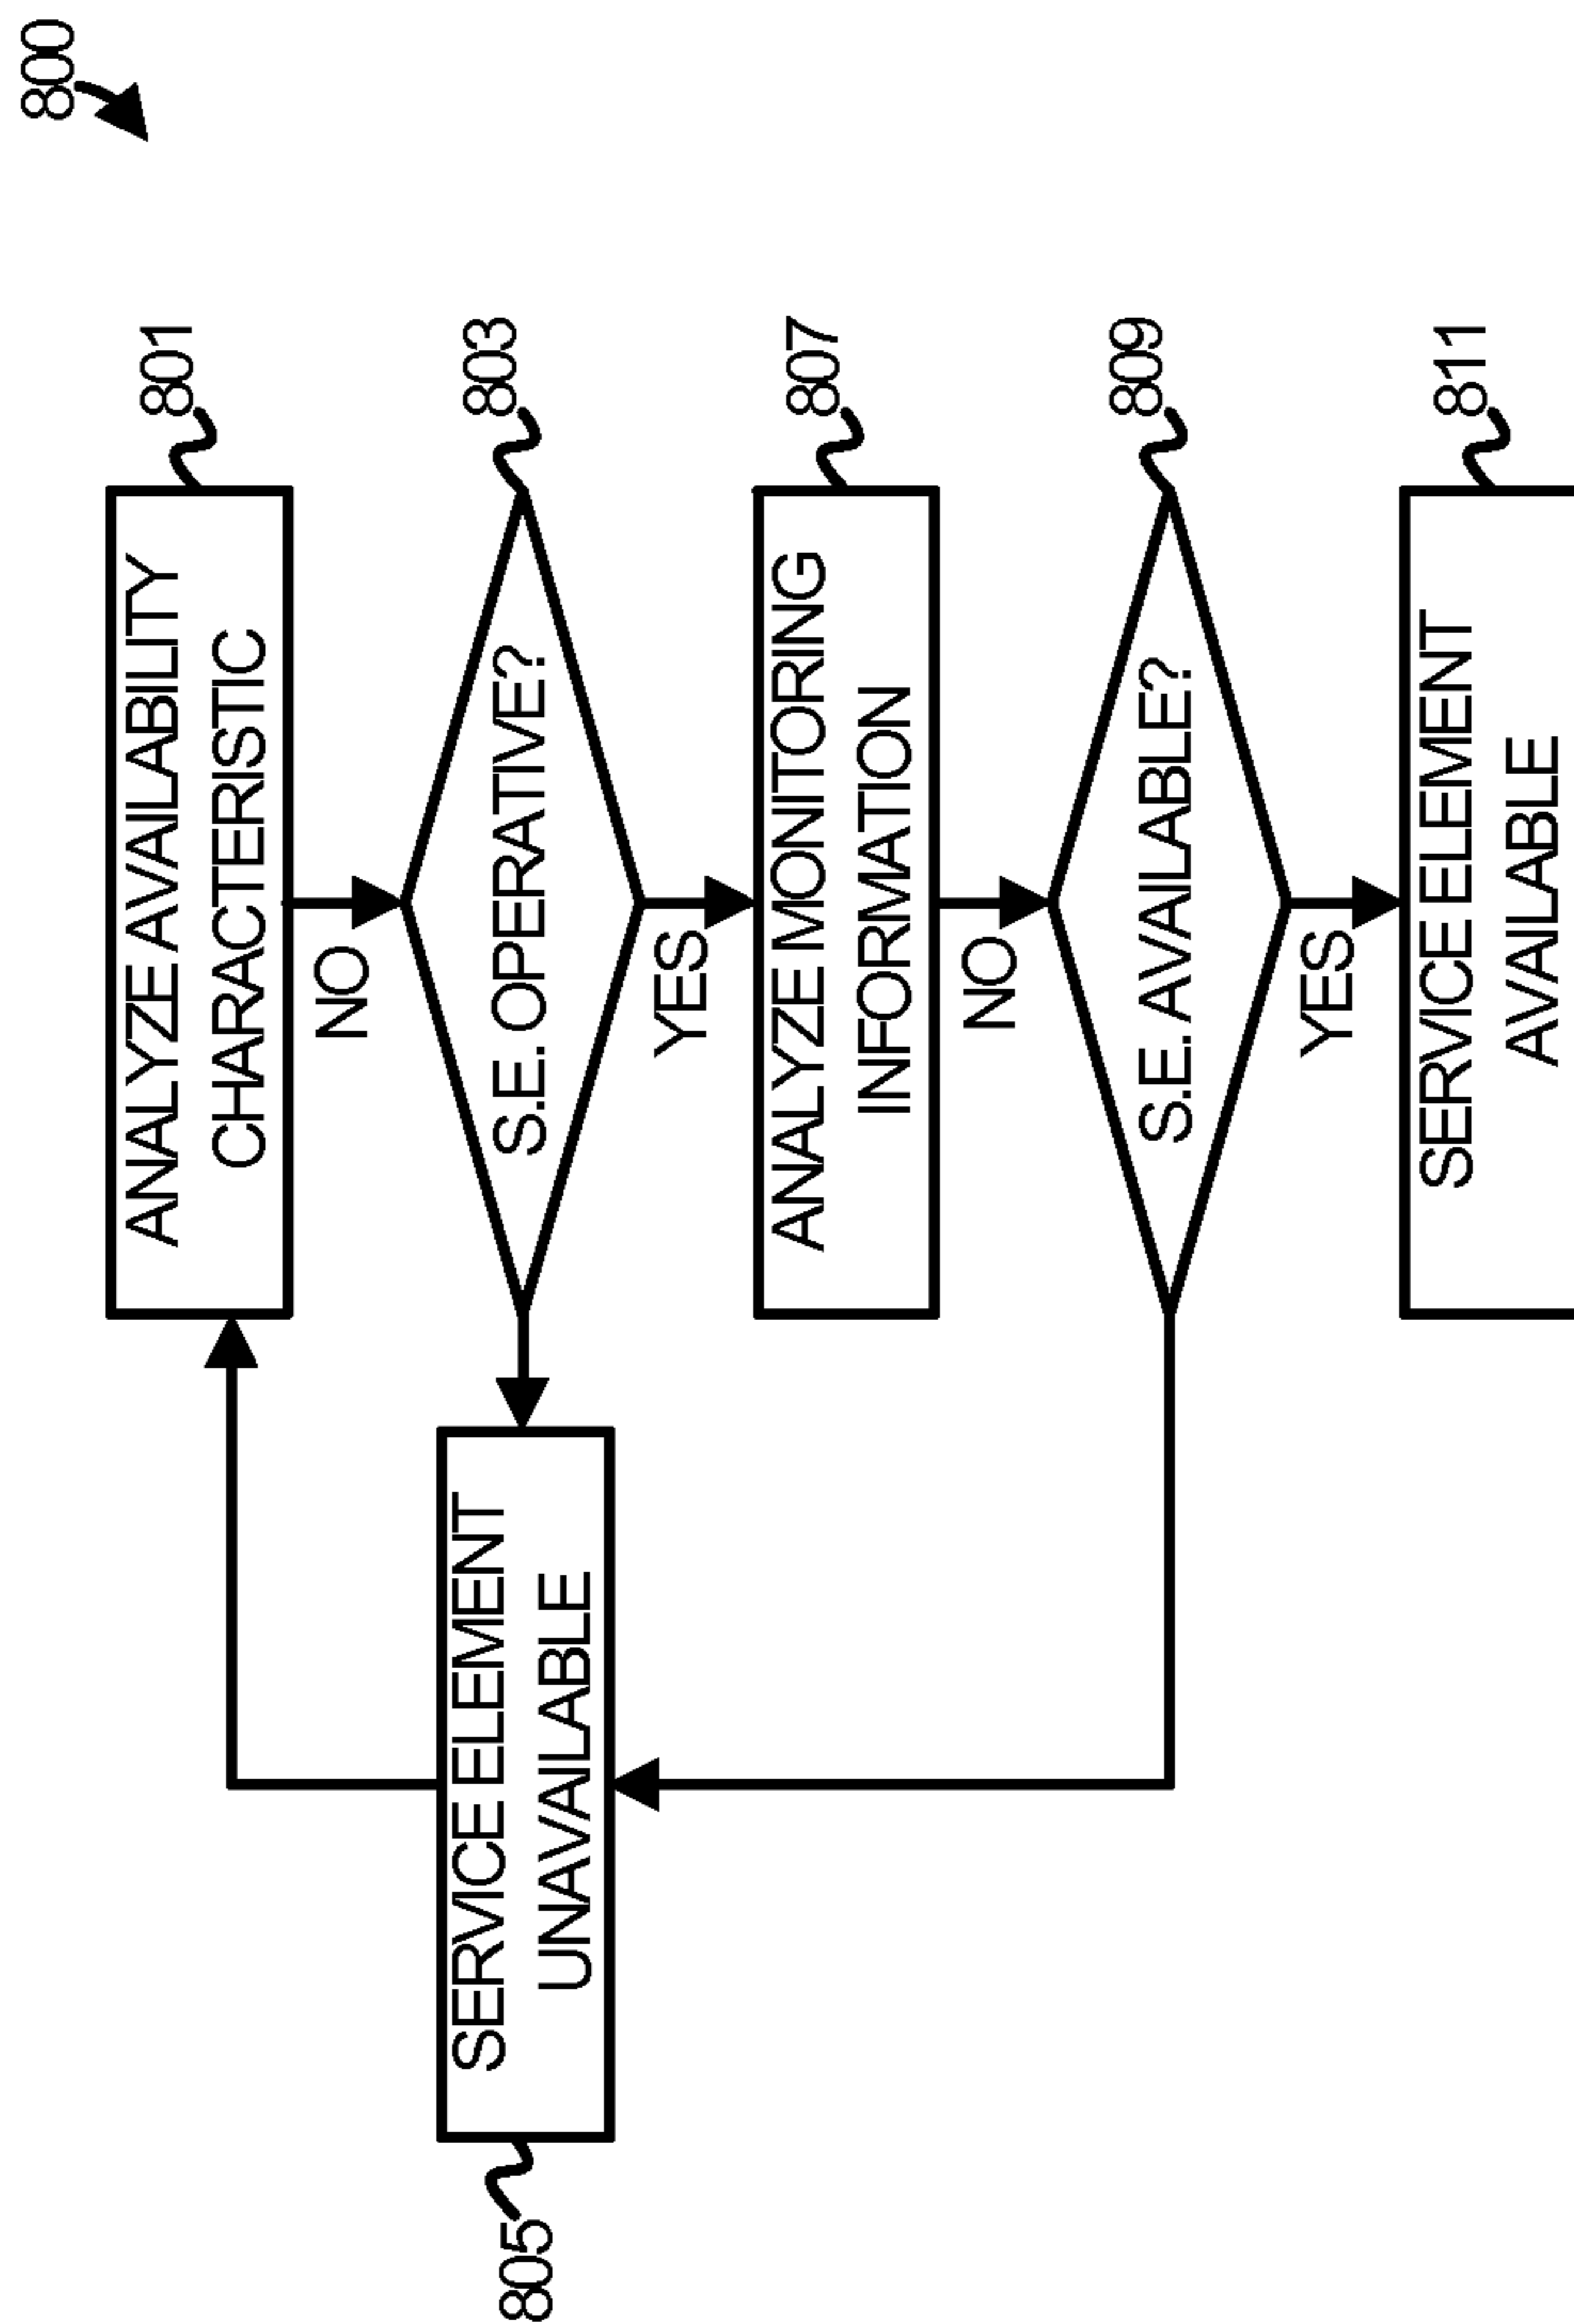 800
801
ANALYZE AVAILABILITY
CHARACTERISTIC
NO
803
S.E. OPERATIVE?
805
SERVICE ELEMENT
UNAVAILABLE
YES
807
ANALYZE MONITORING
INFORMATION
NO
809
S.E. AVAILABLE?
YES
811
SERVICE ELEMENT
AVAILABLE